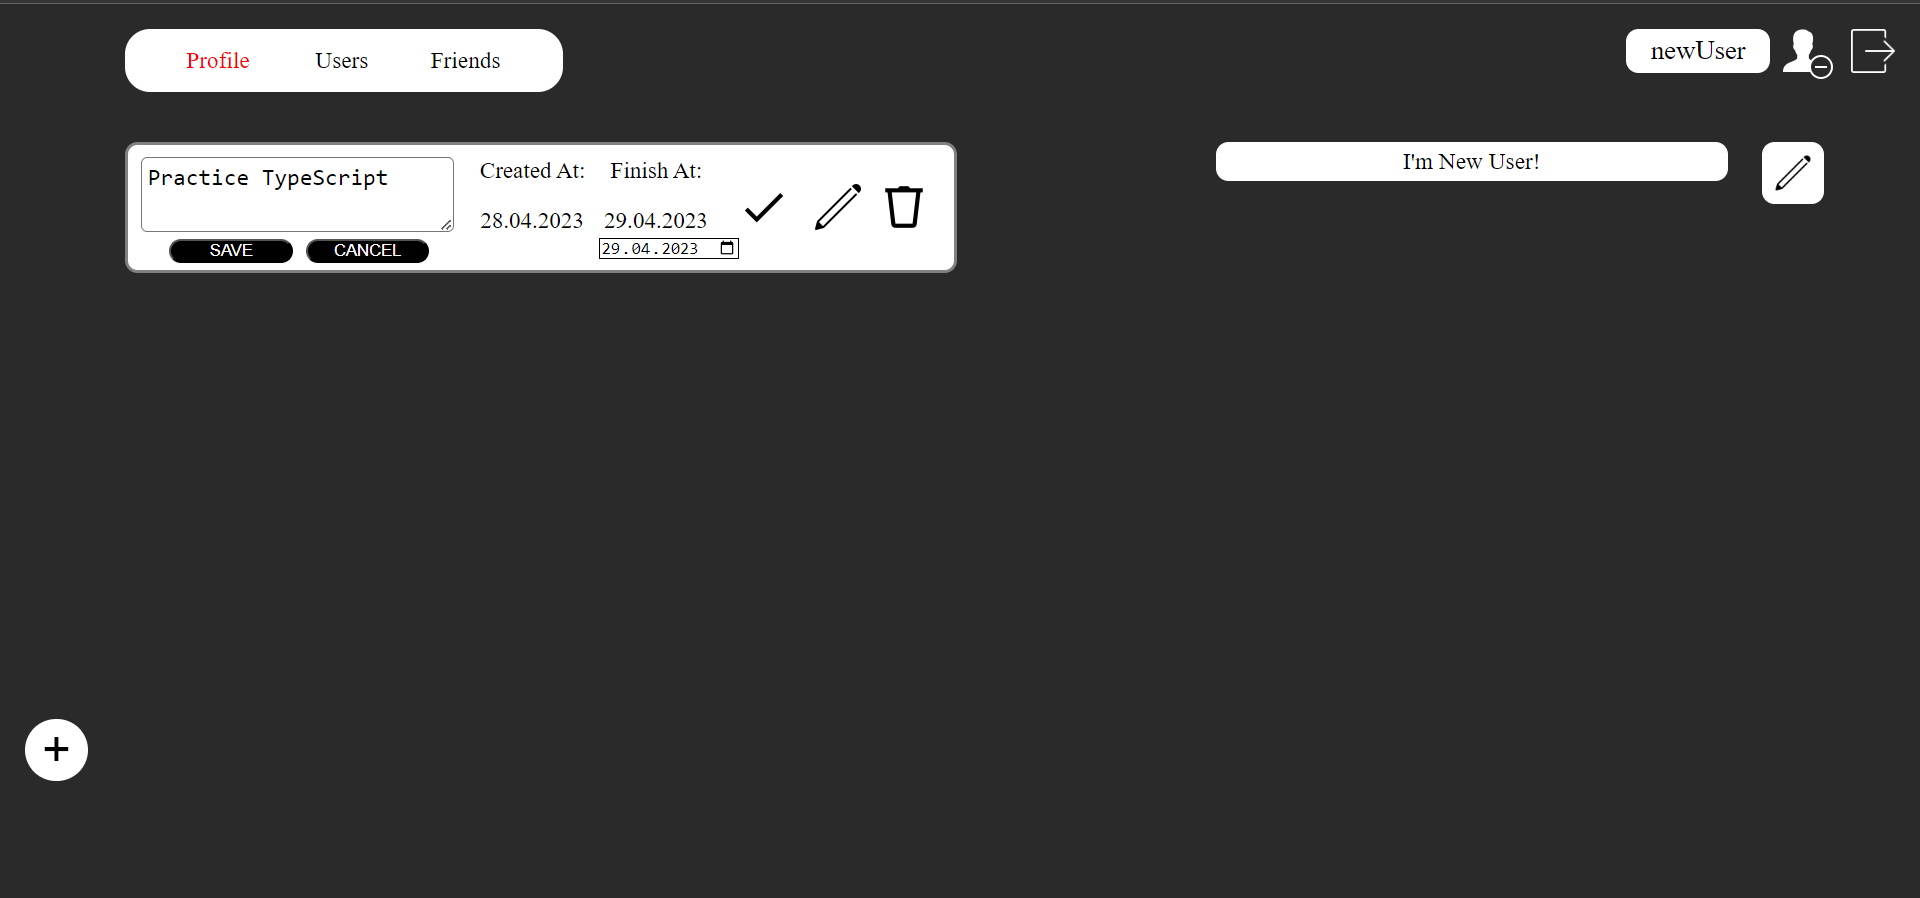 Profile Users Friends
newUser
Practice TypeScript
SAVE CANCEL
Created At: Finish At:
28.04.2023 29.04.2023
29.04.2023
I'm New User!